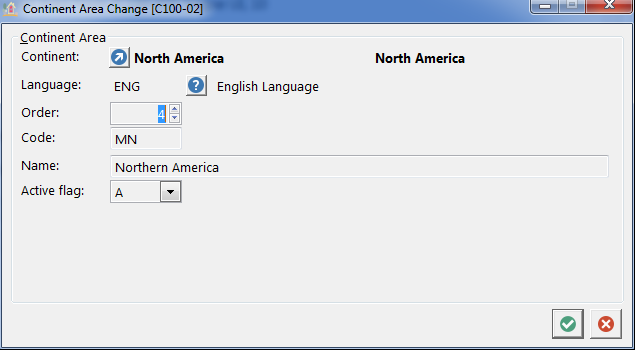 Continent Area Change [C100-02]
Continent Area
Continent: North America North America
Language: ENG ? English Language
Order: 4
Code: MN
Name: Northern America
Active flag: A